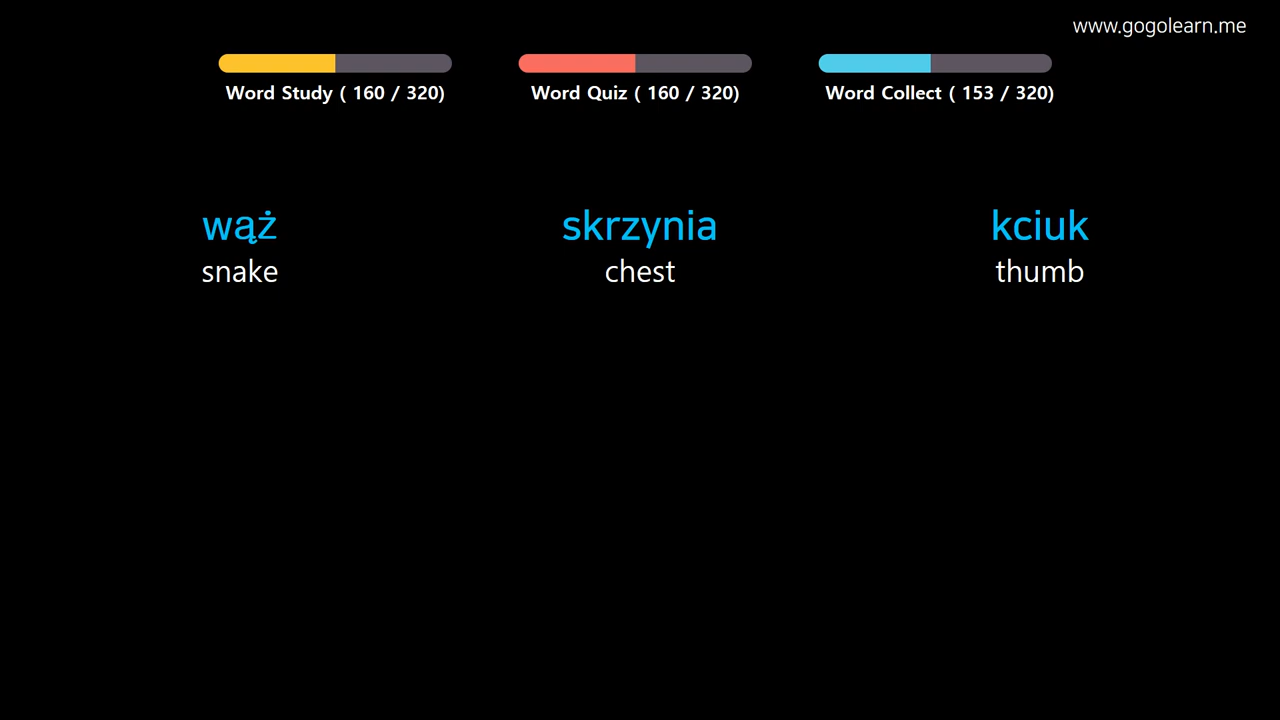 www.gogolearn.me
Word Study ( 160 / 320)
Word Quiz ( 160 / 320)
Word Collect ( 153 / 320)
wąż
snake
skrzynia
chest
kciuk
thumb